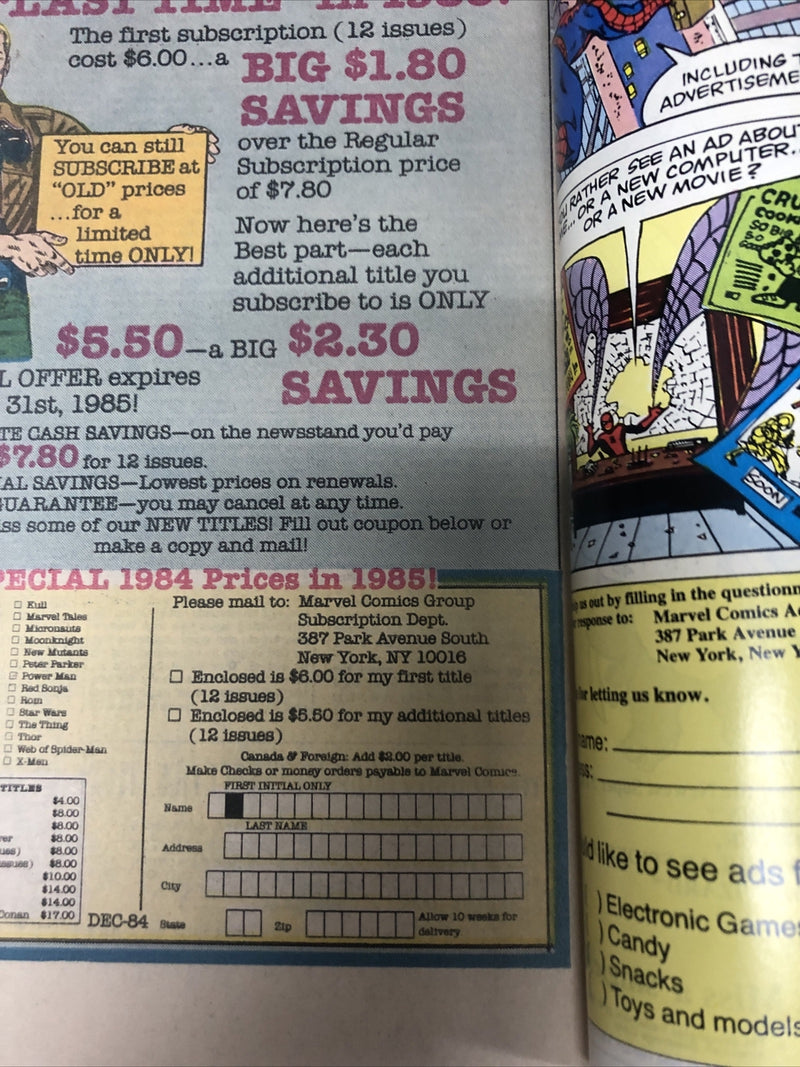 "LAST TIME" in 1985!
The first subscription (12 issues)
cost $6.00...a BIG $1.80
SAVINGS
over the Regular
Subscription price
of $7.80
You can still
SUBSCRIBE at
"OLD" prices
...for a
limited
time ONLY!
Now here's the
Best part—each
additional title you
subscribe to is ONLY
$5.50—a BIG $2.30
SAVINGS
OFFER expires
31st, 1985!
CASH SAVINGS—on the newsstand you'd pay
$7.80 for 12 issues.
SAVINGS—Lowest prices on renewals.
GUARANTEE—you may cancel at any time.
some of our NEW TITLES! Fill out coupon below or
make a copy and mail!
1984 Prices in 1985!
Kull
Marvel Tales
Micronauts
Moonknight
New Mutants
Peter Parker
Power Man
Red Sonja
Rom
Star Wars
The Thing
Thor
Web of Spider-Man
X-Men
TITLES
$4.00
$8.00
$8.00
$8.00
$8.00
$10.00
$14.00
$14.00
Conan $17.00
DEC-84
Please mail to: Marvel Comics Group
Subscription Dept.
387 Park Avenue South
New York, NY 10016
Enclosed is $6.00 for my first title
(12 issues)
Enclosed is $5.50 for my additional titles
(12 issues)
Canada & Foreign: Add $2.00 per title.
Make Checks or money orders payable to Marvel Comics.
FIRST INITIAL ONLY
Name
LAST NAME
Address
City
State Zip Allow 10 weeks for
delivery
INCLUDING
RATHER SEE AN AD
OR A NEW COMPUTER...
OR A NEW MOVIE?
SO BIG
SOON
us out by filling in the
response to: Marvel Comics
387 Park Avenue
New York, New
for letting us know.
like to see ads
) Electronic Games
) Candy
) Snacks
) Toys and models